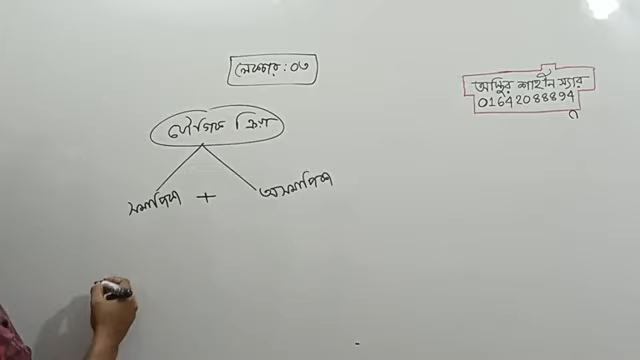 লেকচার : ০৩
শাহীন স্যার
01642088894
যৌগিক ক্রিয়া
সমাপিকা + অসমাপিকা